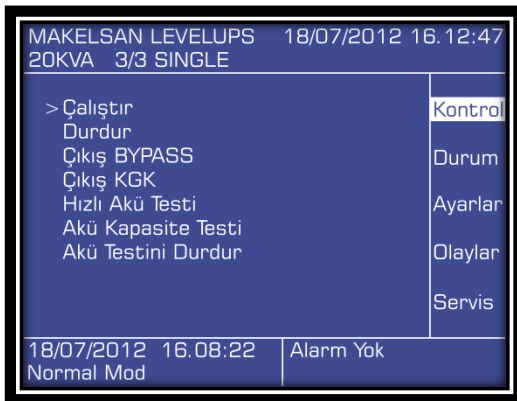 MAKELSAN LEVELUPS 18/07/2012 16.12:47
20KVA 3/3 SINGLE
>Çalıştır
Durdur
Çıkış BYPASS
Çıkış KGK
Hızlı Akü Testi
Akü Kapasite Testi
Akü Testini Durdur
Kontrol
Durum
Ayarlar
Olaylar
Servis
18/07/2012 16.08:22
Normal Mod
Alarm Yok